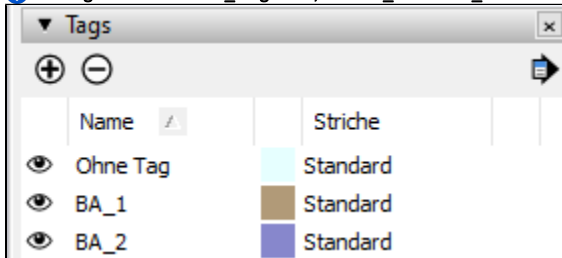 Tags
Name Striche
Ohne Tag Standard
BA_1 Standard
BA_2 Standard